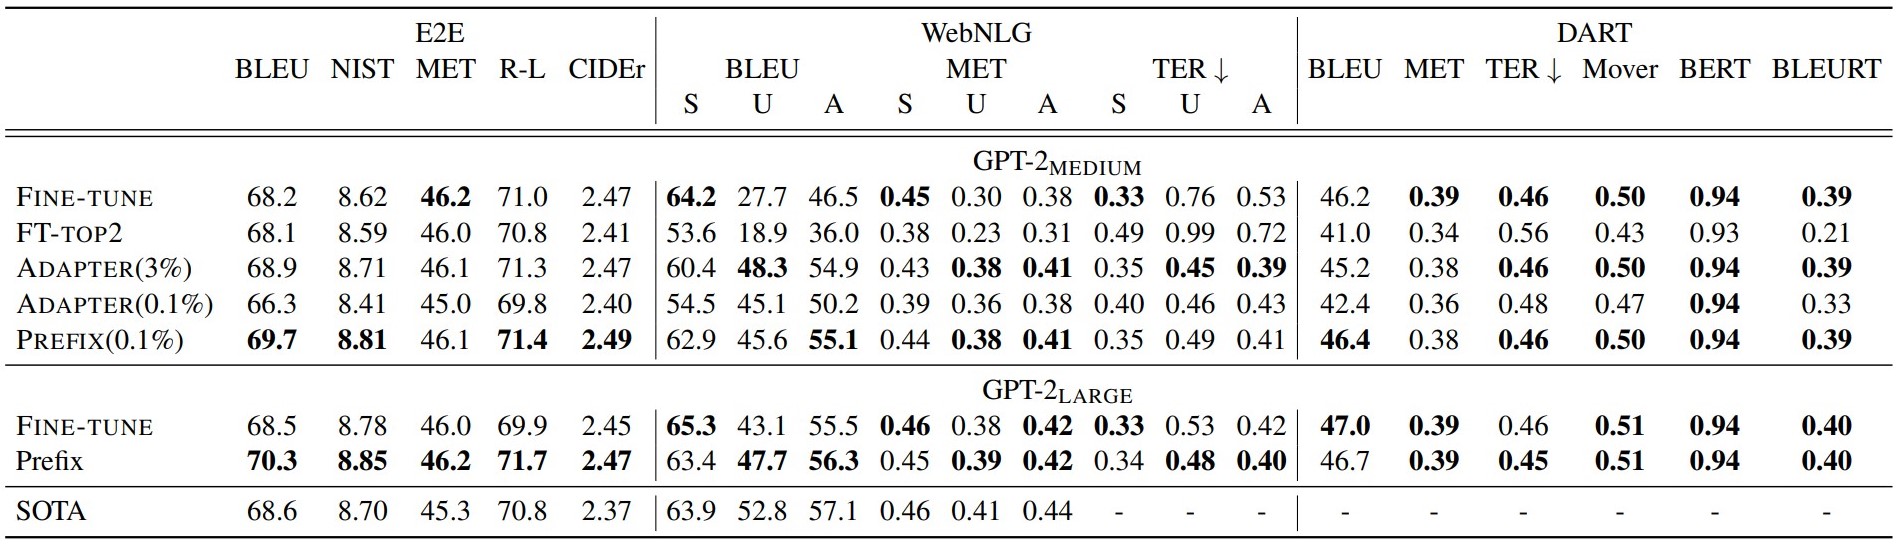 E2E WebNLG DART
BLEU NIST MET R-L CIDEr BLEU MET TER ↓ BLEU MET TER ↓ Mover BERT BLEURT
S U A S U A S U A
GPT-2MEDIUM
FINE-TUNE 68.2 8.62 46.2 71.0 2.47 64.2 27.7 46.5 0.45 0.30 0.38 0.33 0.76 0.53 46.2 0.39 0.46 0.50 0.94 0.39
FT-TOP2 68.1 8.59 46.0 70.8 2.41 53.6 18.9 36.0 0.38 0.23 0.31 0.49 0.99 0.72 41.0 0.34 0.56 0.43 0.93 0.21
ADAPTER(3%) 68.9 8.71 46.1 71.3 2.47 60.4 48.3 54.9 0.43 0.38 0.41 0.35 0.45 0.39 45.2 0.38 0.46 0.50 0.94 0.39
ADAPTER(0.1%) 66.3 8.41 45.0 69.8 2.40 54.5 45.1 50.2 0.39 0.36 0.38 0.40 0.46 0.43 42.4 0.36 0.48 0.47 0.94 0.33
PREFIX(0.1%) 69.7 8.81 46.1 71.4 2.49 62.9 45.6 55.1 0.44 0.38 0.41 0.35 0.49 0.41 46.4 0.38 0.46 0.50 0.94 0.39
GPT-2LARGE
FINE-TUNE 68.5 8.78 46.0 69.9 2.45 65.3 43.1 55.5 0.46 0.38 0.42 0.33 0.53 0.42 47.0 0.39 0.46 0.51 0.94 0.40
Prefix 70.3 8.85 46.2 71.7 2.47 63.4 47.7 56.3 0.45 0.39 0.42 0.34 0.48 0.40 46.7 0.39 0.45 0.51 0.94 0.40
SOTA 68.6 8.70 45.3 70.8 2.37 63.9 52.8 57.1 0.46 0.41 0.44 - - - - - - - - -